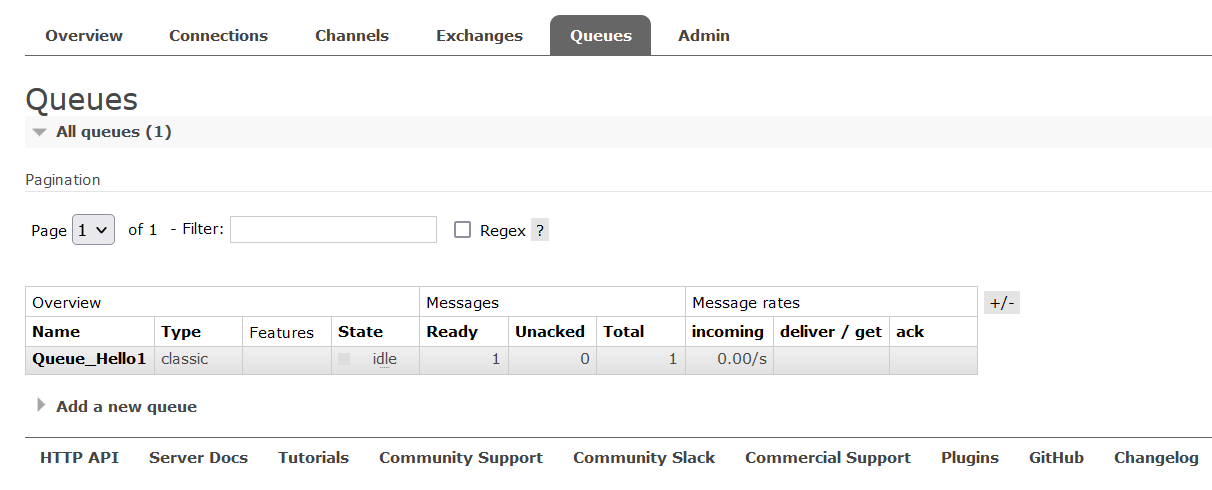 Overview Connections Channels Exchanges Queues Admin
Queues
All queues (1)
Pagination
Page 1 of 1 - Filter: Regex ?
Overview Messages Message rates +/-
Name Type Features State Ready Unacked Total incoming deliver / get ack
Queue_Hello1 classic idle 1 0 1 0.00/s
Add a new queue
HTTP API Server Docs Tutorials Community Support Community Slack Commercial Support Plugins GitHub Changelog